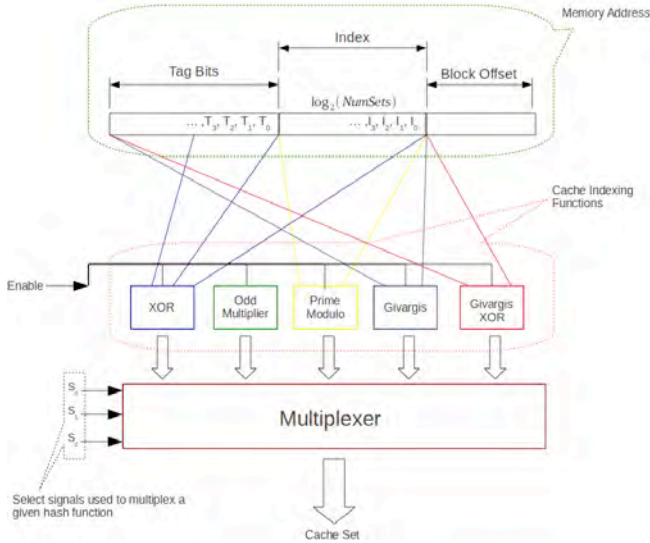 Memory Address
Index
Tag Bits
Block Offset
log₂(NumSets)
... ,T₃, T₂, T₁, T₀
... ,I₃, I₂, I₁, I₀
Cache Indexing
Functions
Enable
XOR
Odd
Multiplier
Prime
Modulo
Givargis
Givargis
XOR
S₀
S₁
S₂
Multiplexer
Select signals used to multiplex a
given hash function
Cache Set